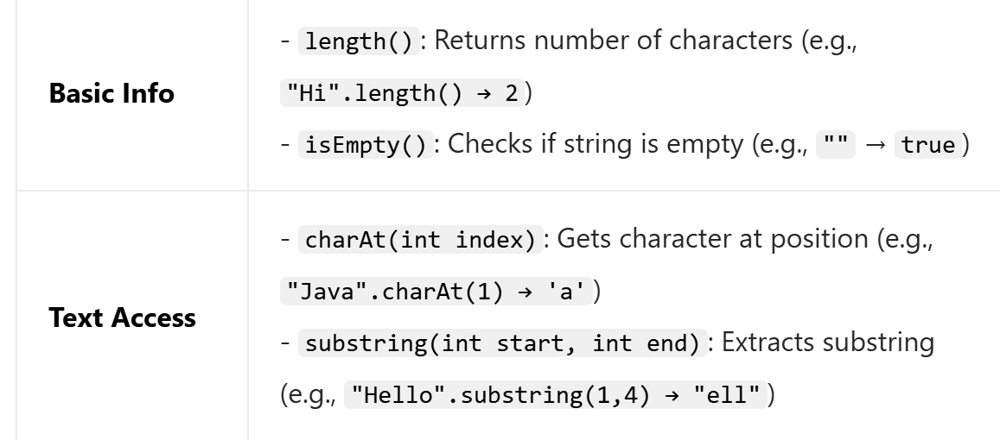 Basic Info
- length(): Returns number of characters (e.g.,
"Hi".length() → 2)
- isEmpty(): Checks if string is empty (e.g., "" → true)
Text Access
- charAt(int index): Gets character at position (e.g.,
"Java".charAt(1) → 'a')
- substring(int start, int end): Extracts substring
(e.g., "Hello".substring(1,4) → "ell")